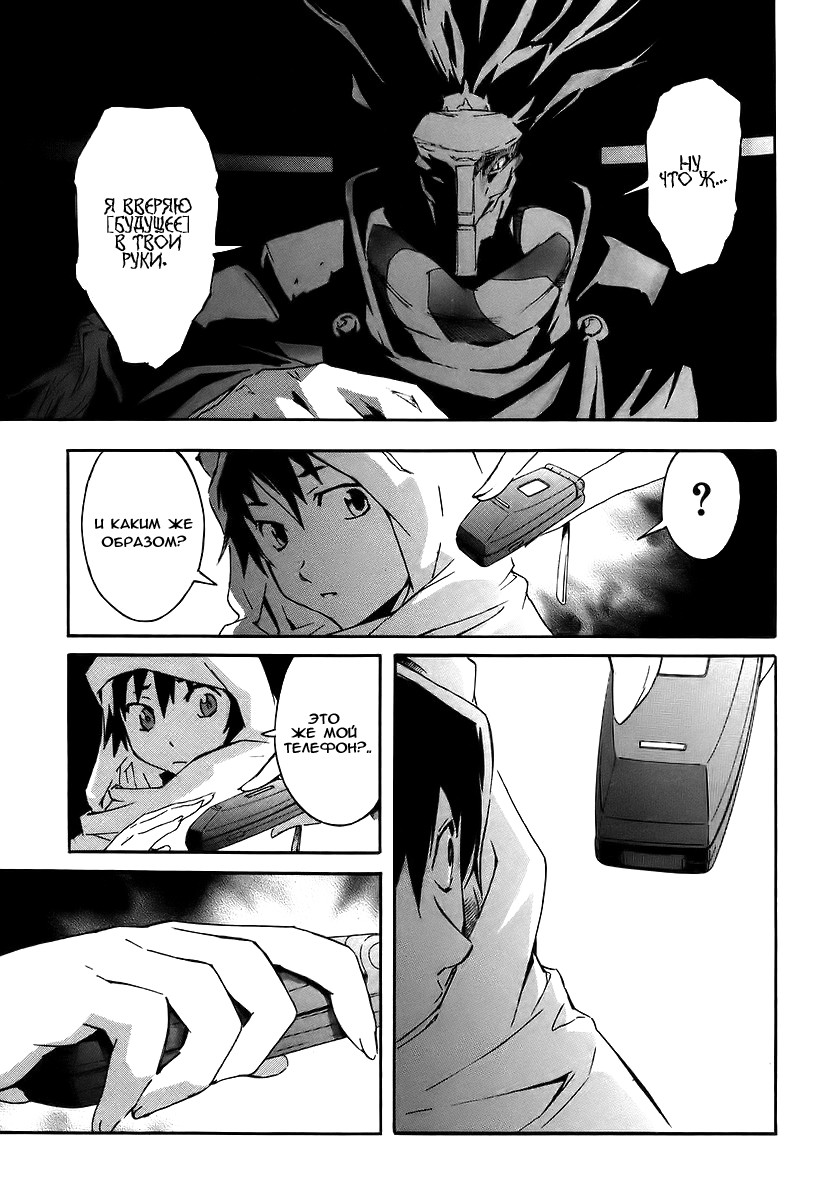 НУ
ЧТО Ж...
Я ВВЕРЯЮ
[БУДУЩЕЕ]
В ТВОИ
РУКИ.
?
И КАКИМ ЖЕ
ОБРАЗОМ?
ЭТО
ЖЕ МОЙ
ТЕЛЕФОН?..